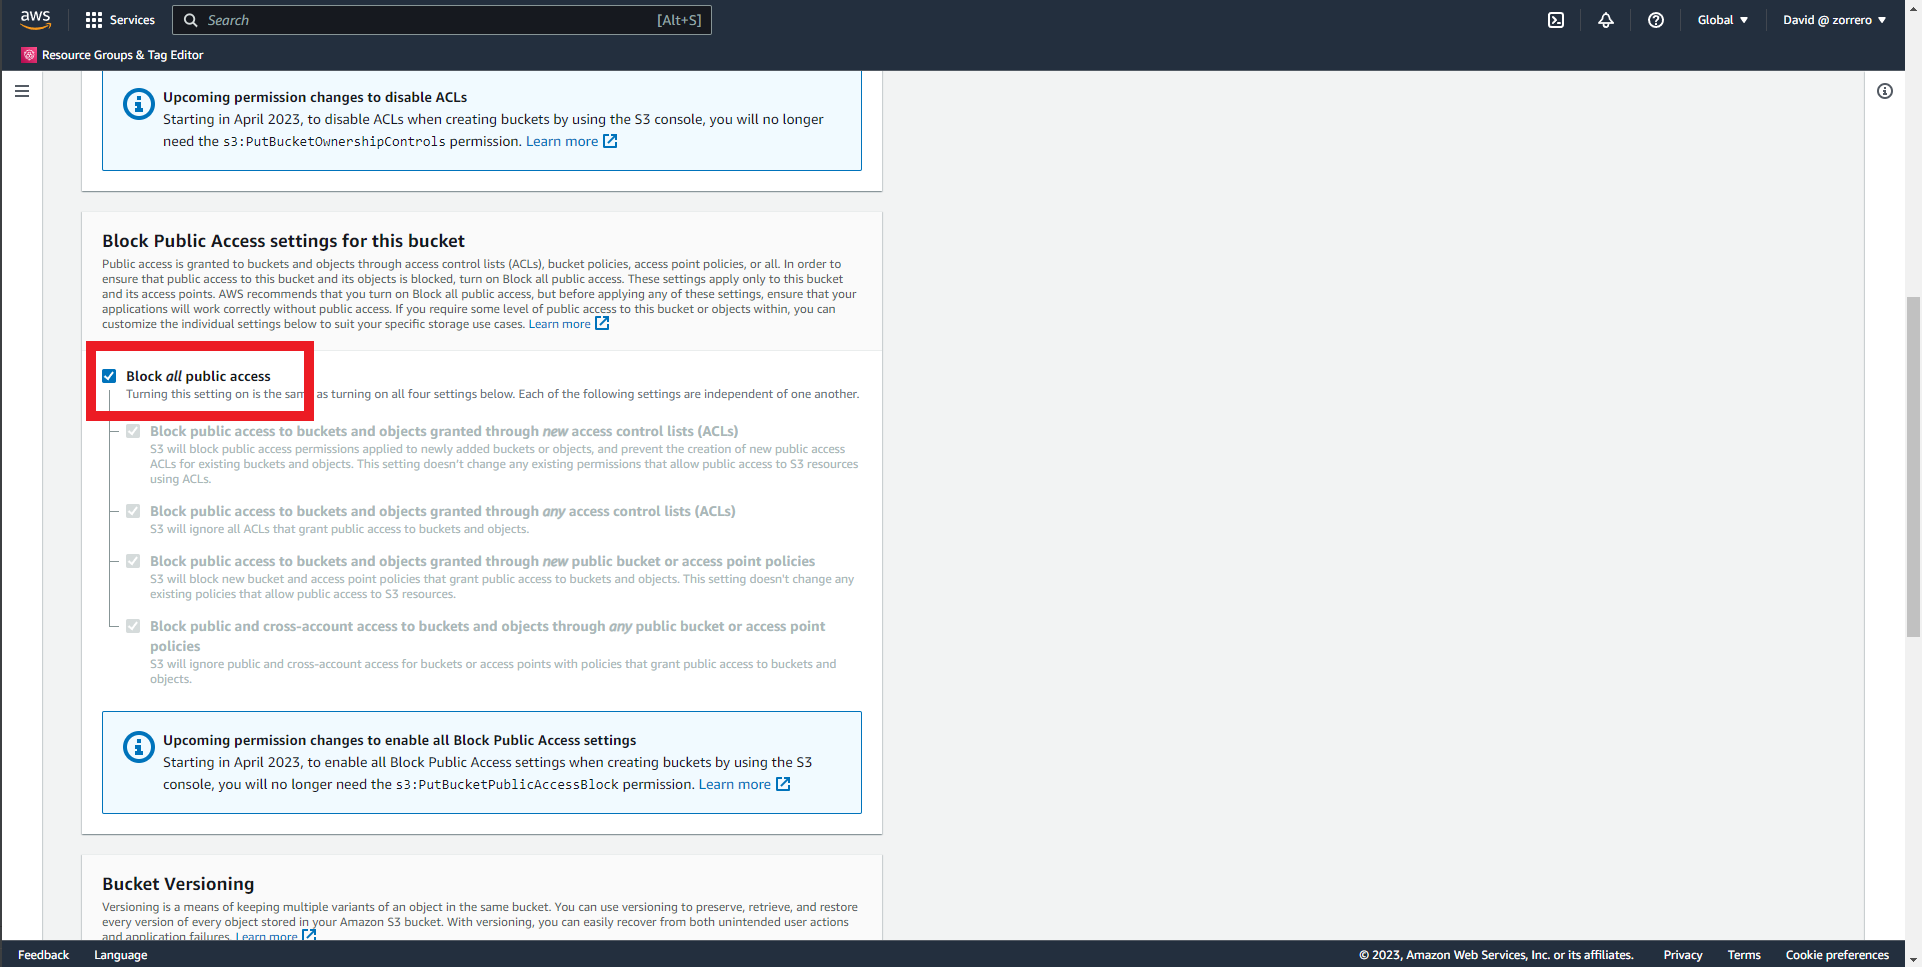 aws
Services
Search
[Alt+S]
Global
David @ zorrero
Resource Groups & Tag Editor
Upcoming permission changes to disable ACLs
Starting in April 2023, to disable ACLs when creating buckets by using the S3 console, you will no longer
need the s3:PutBucketOwnershipControls permission. Learn more
Block Public Access settings for this bucket
Public access is granted to buckets and objects through access control lists (ACLs), bucket policies, access point policies, or all. In order to
ensure that public access to this bucket and its objects is blocked, turn on Block all public access. These settings apply only to this bucket
and its access points. AWS recommends that you turn on Block all public access, but before applying any of these settings, ensure that your
applications will work correctly without public access. If you require some level of public access to this bucket or objects within, you can
customize the individual settings below to suit your specific storage use cases. Learn more
Block all public access
Turning this setting on is the same as turning on all four settings below. Each of the following settings are independent of one another.
Block public access to buckets and objects granted through new access control lists (ACLs)
S3 will block public access permissions applied to newly added buckets or objects, and prevent the creation of new public access
ACLs for existing buckets and objects. This setting doesn't change any existing permissions that allow public access to S3 resources
using ACLs.
Block public access to buckets and objects granted through any access control lists (ACLs)
S3 will ignore all ACLs that grant public access to buckets and objects.
Block public access to buckets and objects granted through new public bucket or access point policies
S3 will block new bucket and access point policies that grant public access to buckets and objects. This setting doesn't change any
existing policies that allow public access to S3 resources.
Block public and cross-account access to buckets and objects through any public bucket or access point
policies
S3 will ignore public and cross-account access for buckets or access points with policies that grant public access to buckets and
objects.
Upcoming permission changes to enable all Block Public Access settings
Starting in April 2023, to enable all Block Public Access settings when creating buckets by using the S3
console, you will no longer need the s3:PutBucketPublicAccessBlock permission. Learn more
Bucket Versioning
Versioning is a means of keeping multiple variants of an object in the same bucket. You can use versioning to preserve, retrieve, and restore
every version of every object stored in your Amazon S3 bucket. With versioning, you can easily recover from both unintended user actions
and application failures. Learn more
Feedback
Language
© 2023, Amazon Web Services, Inc. or its affiliates.
Privacy
Terms
Cookie preferences